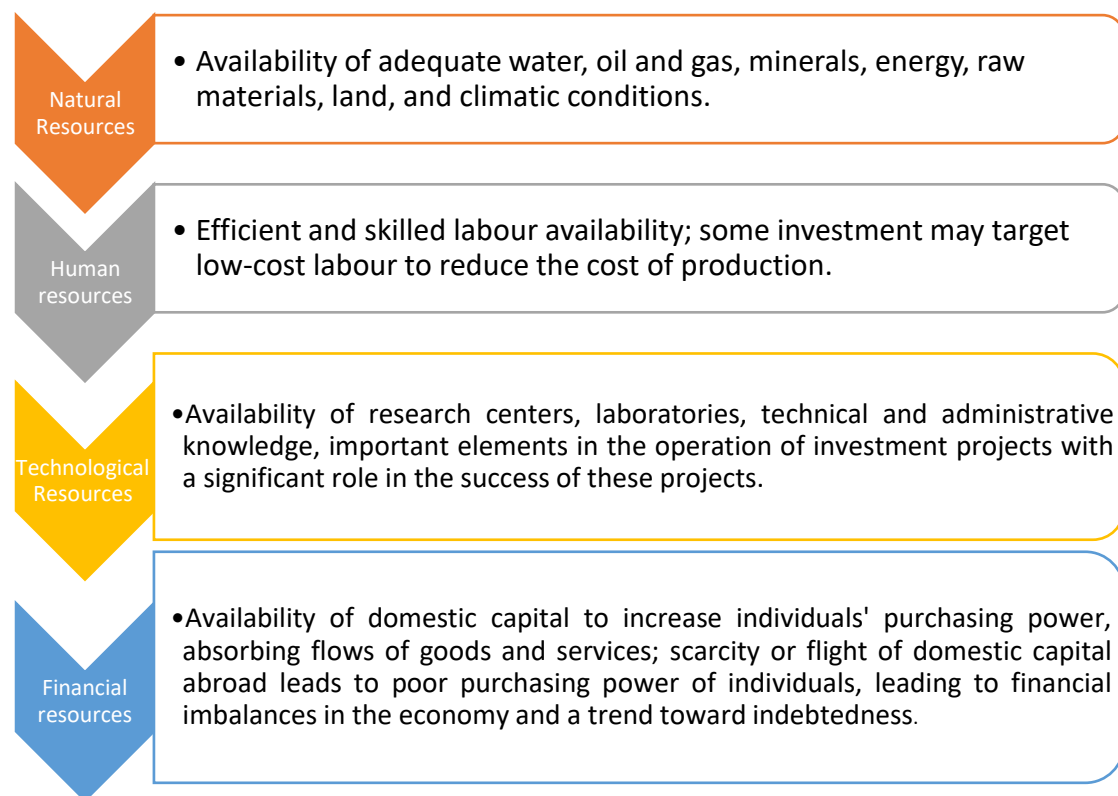 Natural
Resources
• Availability of adequate water, oil and gas, minerals, energy, raw
materials, land, and climatic conditions.
Human
resources
• Efficient and skilled labour availability; some investment may target
low-cost labour to reduce the cost of production.
Technological
Resources
•Availability of research centers, laboratories, technical and administrative
knowledge, important elements in the operation of investment projects with
a significant role in the success of these projects.
Financial
resources
•Availability of domestic capital to increase individuals' purchasing power,
absorbing flows of goods and services; scarcity or flight of domestic capital
abroad leads to poor purchasing power of individuals, leading to financial
imbalances in the economy and a trend toward indebtedness.